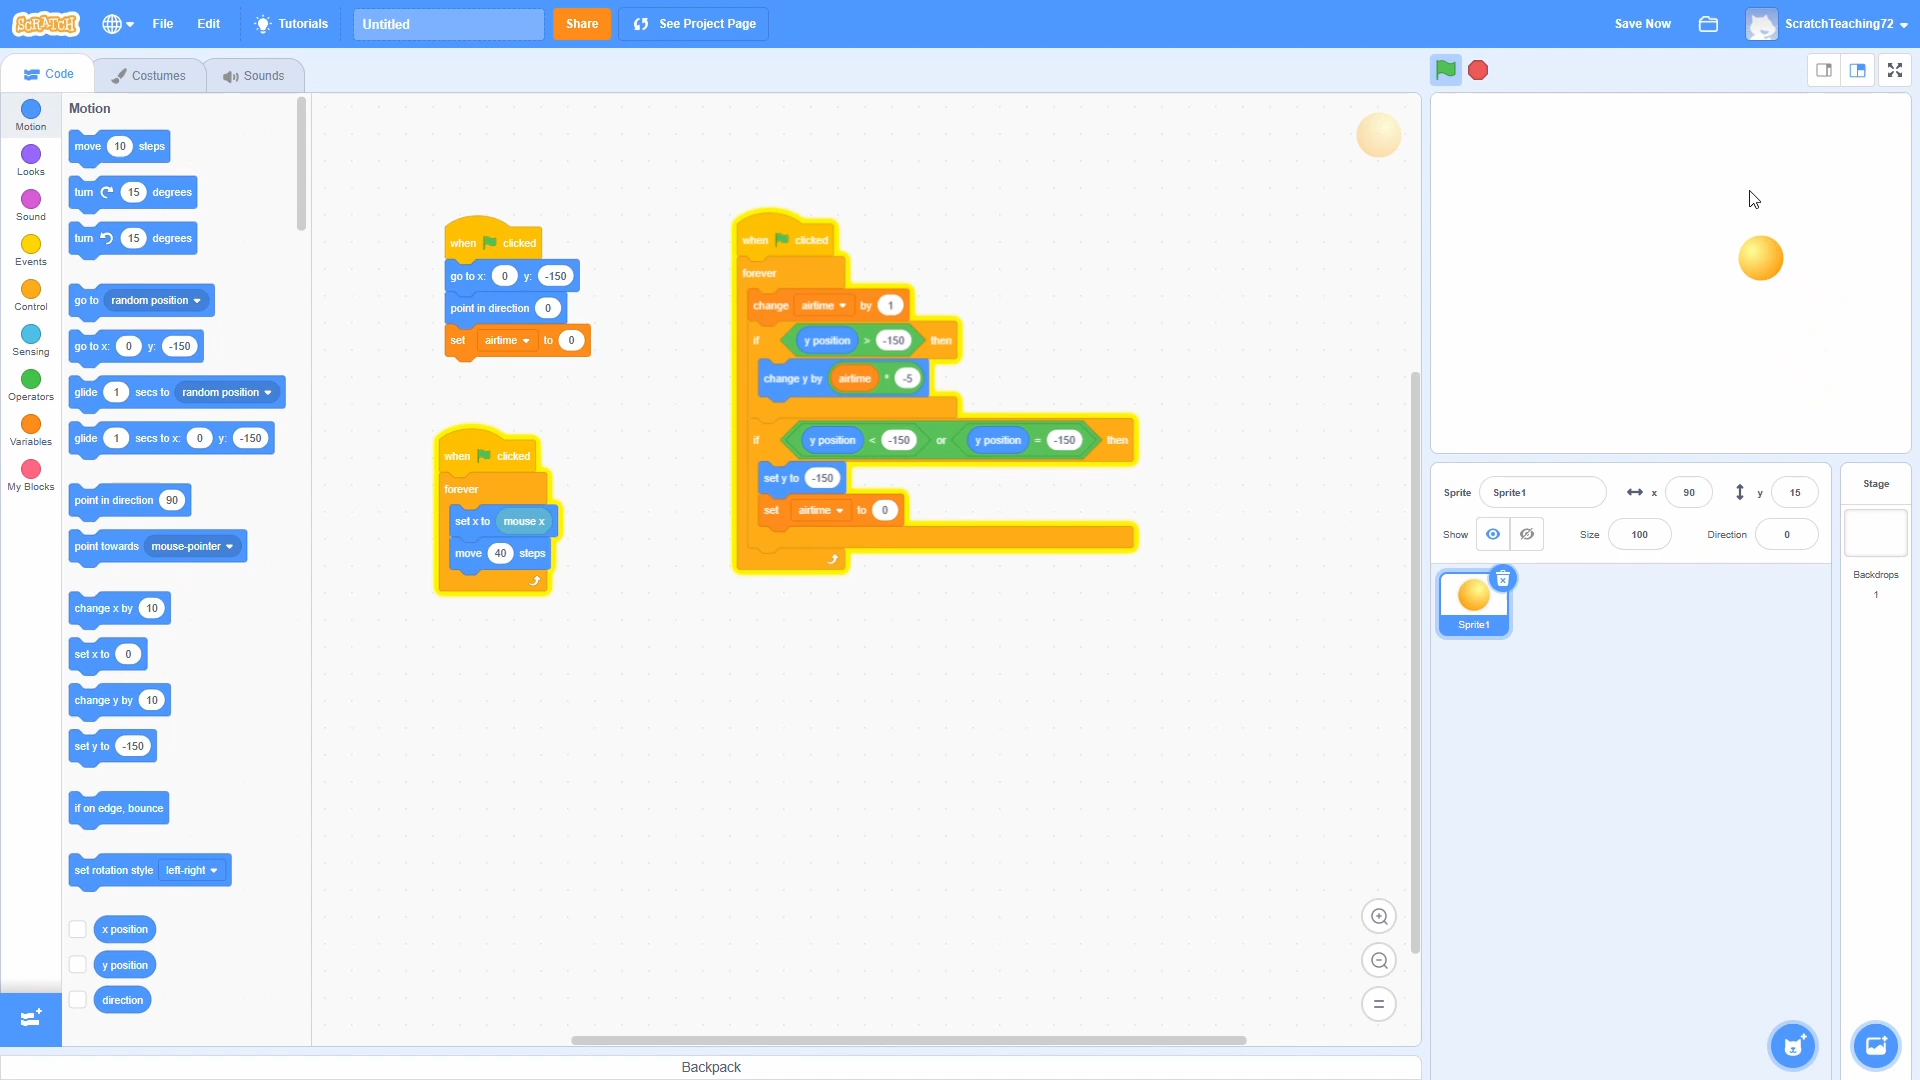 SCRATCH File Edit Tutorials Untitled Share See Project Page Save Now ScratchTeaching72
Code Costumes Sounds
Motion
Looks
Sound
Events
Control
Sensing
Operators
Variables
My Blocks
Motion
move 10 steps
turn 15 degrees
turn 15 degrees
go to random position
go to x: 0 y: -150
glide 1 secs to random position
glide 1 secs to x: 0 y: -150
point in direction 90
point towards mouse-pointer
change x by 10
set x to 0
change y by 10
set y to -150
if on edge, bounce
set rotation style left-right
x position
y position
direction
when clicked
go to x: 0 y: -150
point in direction 0
set airtime to 0
when clicked
forever
set x to mouse x
move 40 steps
when clicked
forever
change airtime by 1
if y position > -150 then
change y by airtime * -5
if y position < -150 or y position = -150 then
set y to -150
set airtime to 0
Sprite Sprite1 x 90 y 15
Show Size 100 Direction 0
Sprite1
Stage
Backdrops
1
Backpack